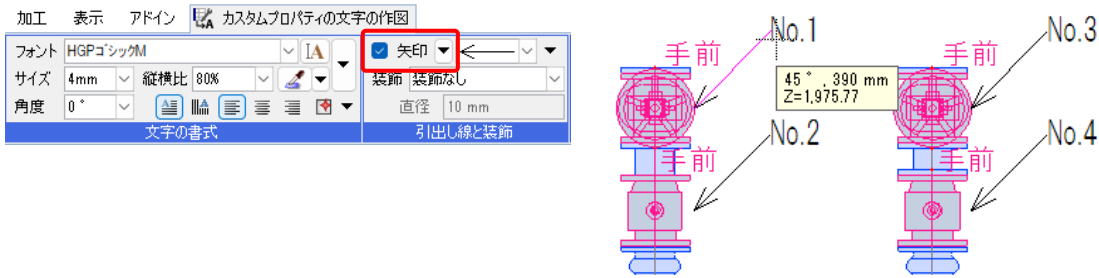 加工 表示 アドイン カスタムプロパティの文字の作図
フォント HGPゴシックM
サイズ 4mm 縦横比 80%
角度 0°
文字の書式
矢印
装飾 装飾なし
直径 10 mm
引出し線と装飾
No.1
手前
45°, 390 mm
Z=1,975.77
No.2
手前
No.3
手前
No.4
手前